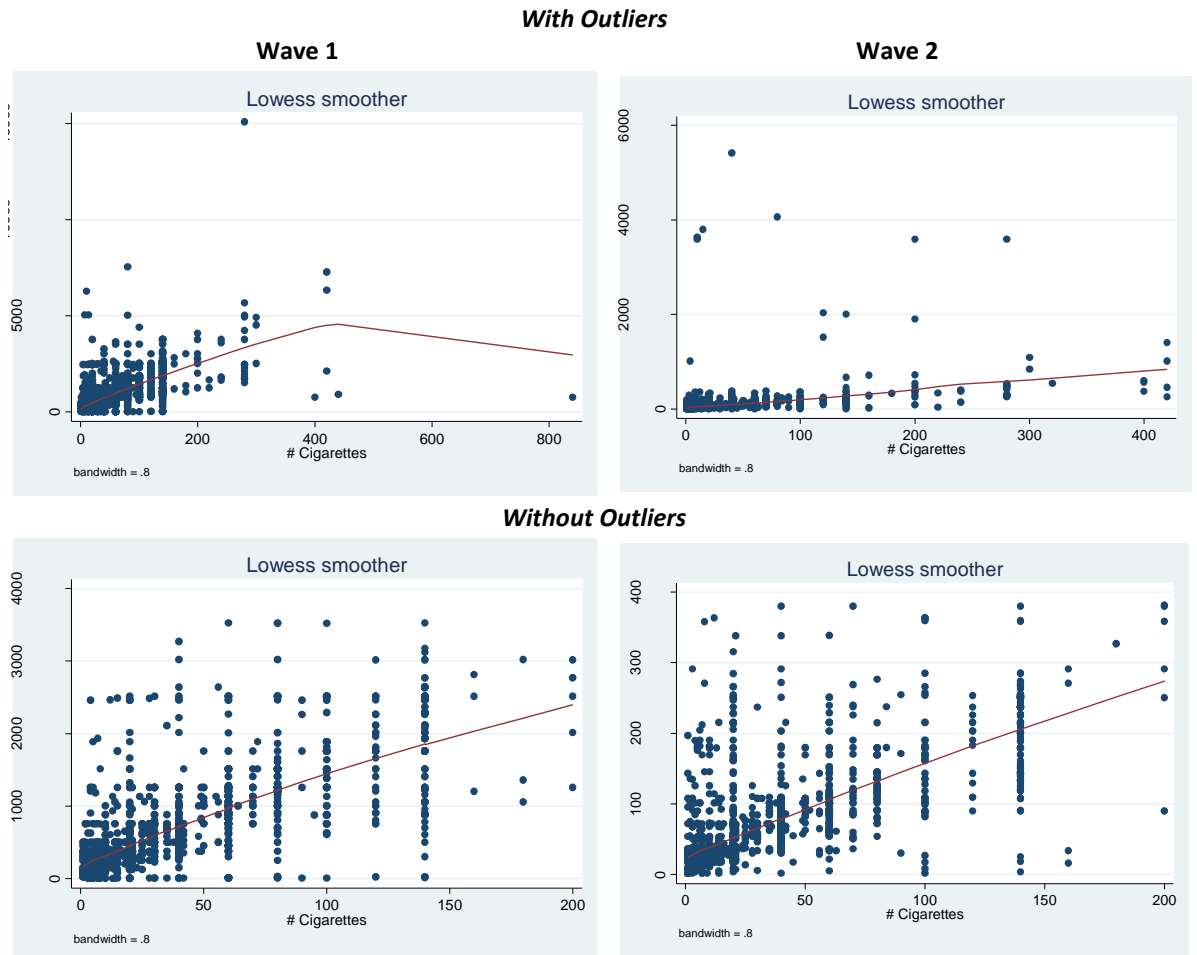 With Outliers
Wave 1
Wave 2
Lowess smoother
5000
0
0
200
400
600
800
# Cigarettes
bandwidth = .8
Lowess smoother
6000
4000
2000
0
0
100
200
300
400
# Cigarettes
bandwidth = .8
Without Outliers
Lowess smoother
4000
3000
2000
1000
0
0
50
100
150
200
# Cigarettes
bandwidth = .8
Lowess smoother
400
300
200
100
0
0
50
100
150
200
# Cigarettes
bandwidth = .8